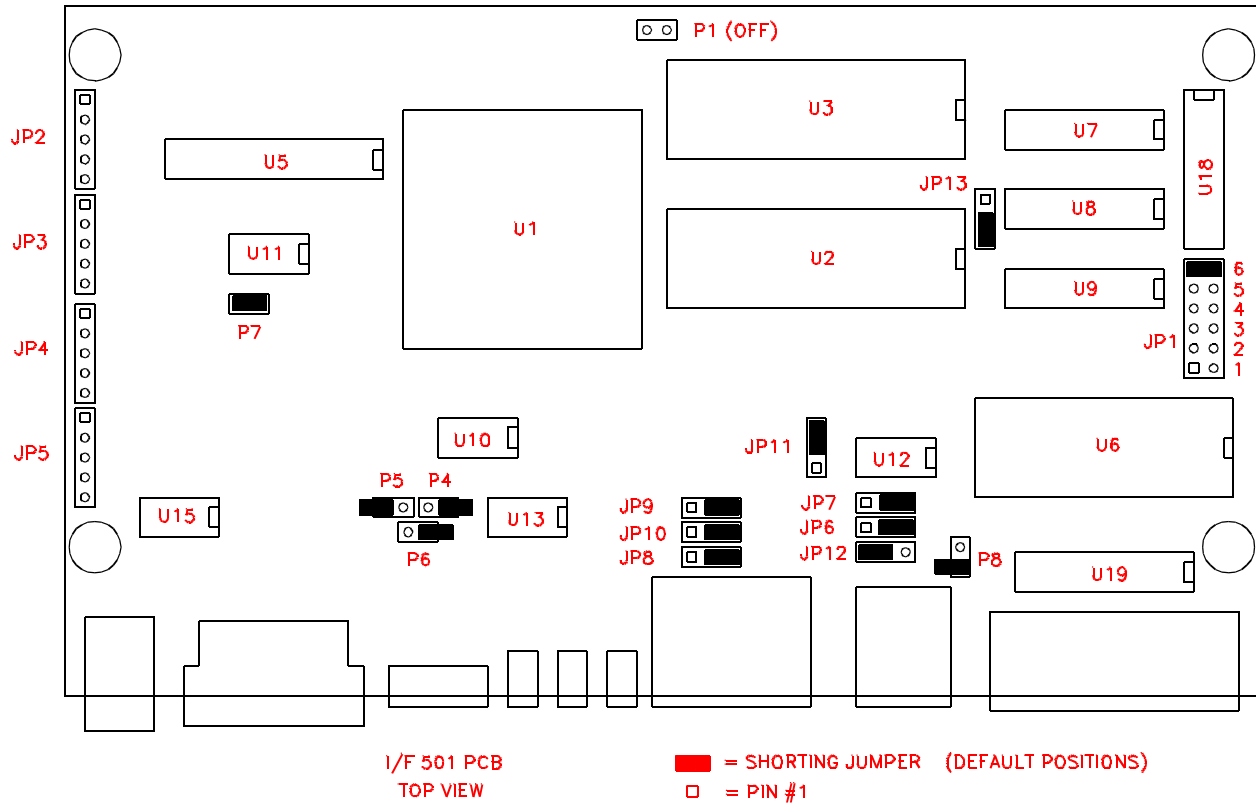 P1 (OFF)
U3
U7
JP2
U5
U18
JP13
U8
U1
JP3
U11
U2
6
U9
5
4
P7
3
JP4
JP1
2
1
U10
JP11
U6
JP5
U12
P5
P4
JP9
JP7
U15
U13
JP10
JP6
P6
JP8
JP12
P8
U19
I/F 501 PCB
TOP VIEW
= SHORTING JUMPER (DEFAULT POSITIONS)
= PIN #1